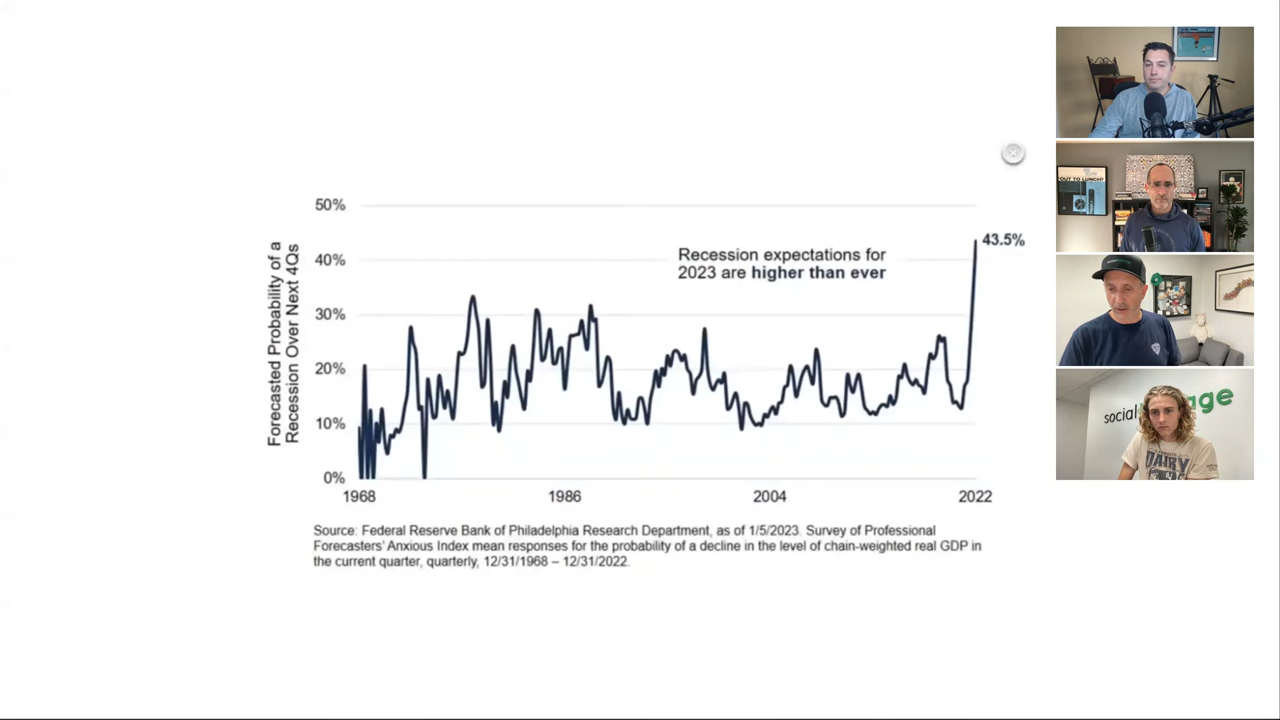 50%
40%
30%
20%
10%
0%
Forecasted Probability of a
Recession Over Next 4Qs
Recession expectations for
2023 are higher than ever
43.5%
1968
1986
2004
2022
Source: Federal Reserve Bank of Philadelphia Research Department, as of 1/5/2023. Survey of Professional
Forecasters' Anxious Index mean responses for the probability of a decline in the level of chain-weighted real GDP in
the current quarter, quarterly, 12/31/1968 – 12/31/2022.
OUT TO LUNCH?
social
age
DAIRY